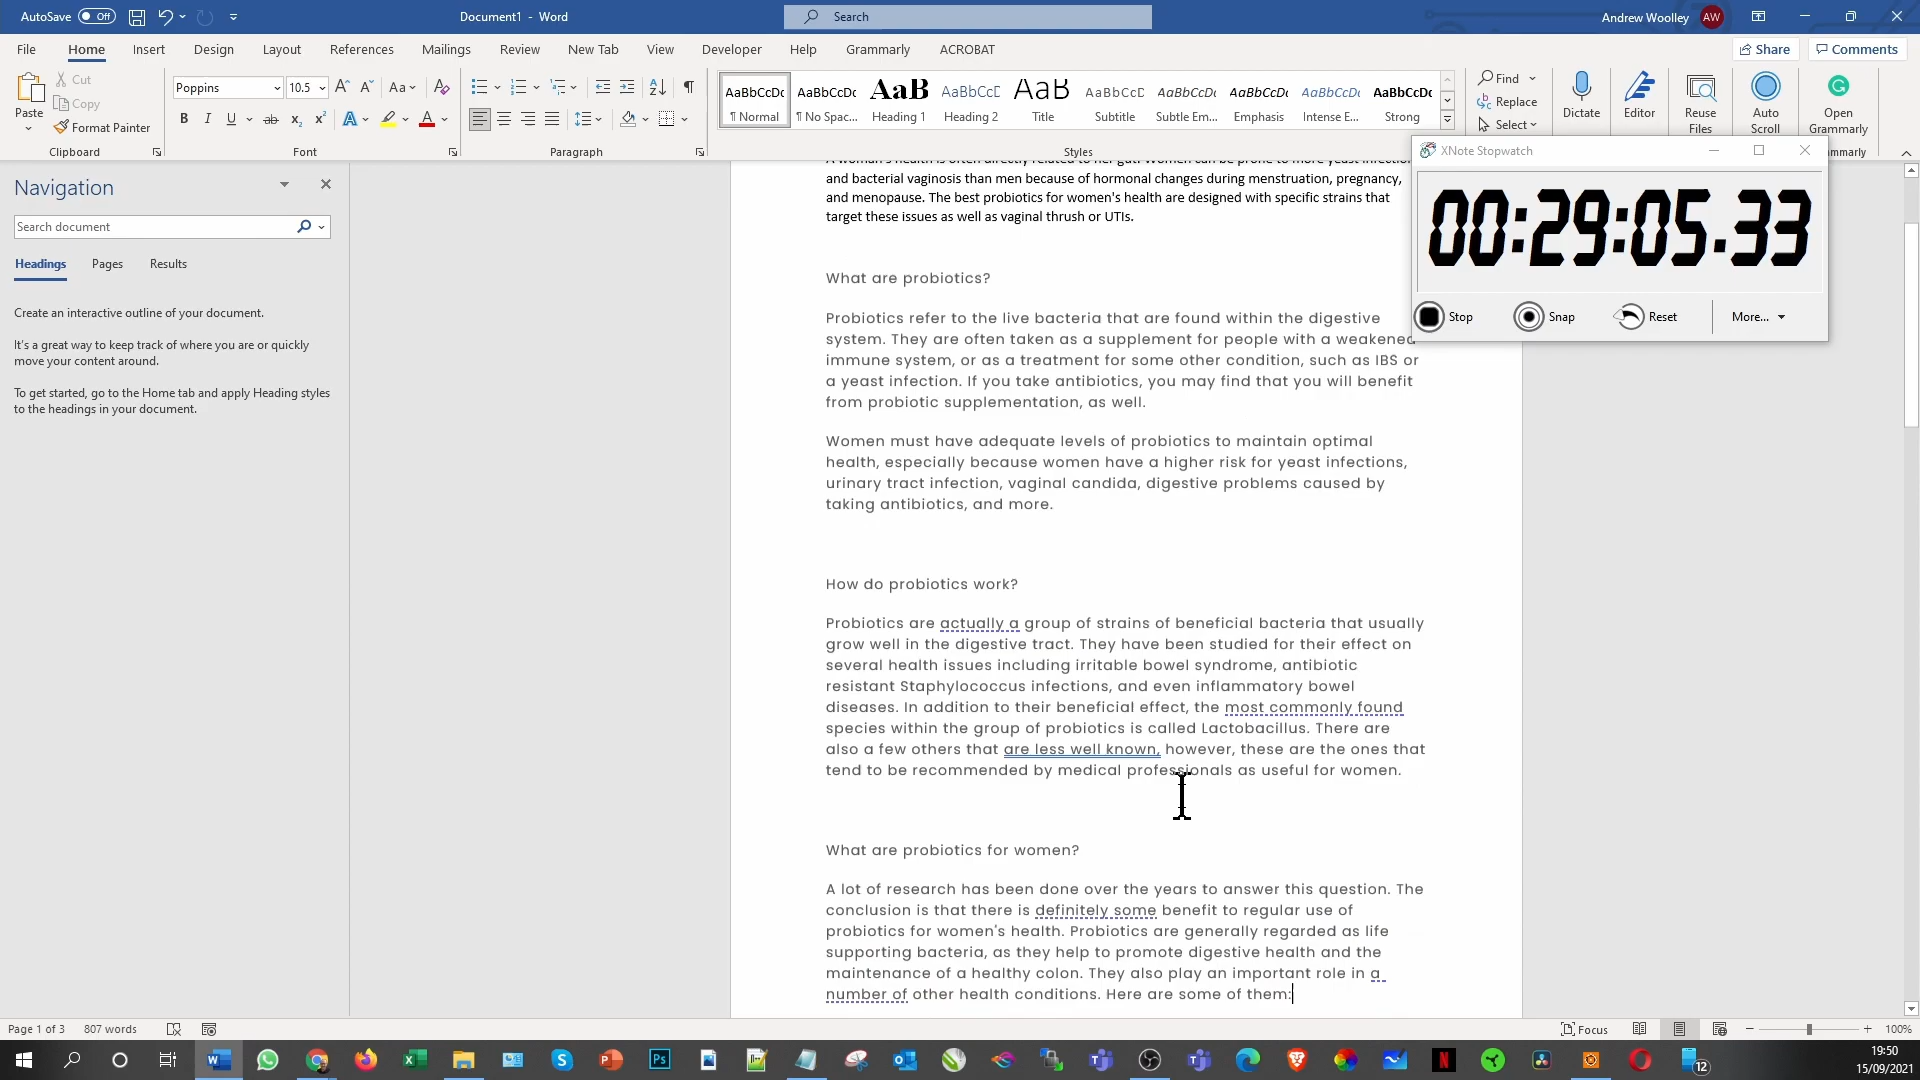 AutoSave Off
Document1 - Word
Search
Andrew Woolley AW
File Home Insert Design Layout References Mailings Review New Tab View Developer Help Grammarly ACROBAT
Share Comments
Paste
Cut
Copy
Format Painter
Clipboard
Poppins 10.5
Font
Paragraph
AaBbCcDc AaBbCcDc AaB AaBbCcD AaB AaBbCcD AaBbCcDc AaBbCcDc AaBbCcDc AaBbCcDc
¶ Normal ¶ No Spac... Heading 1 Heading 2 Title Subtitle Subtle Em... Emphasis Intense E... Strong
Styles
Find
Replace
Select
Dictate
Editor
Reuse Files
Auto Scroll
Open Grammarly
mmarly
XNote Stopwatch
00:29:05.33
Stop Snap Reset More...
Navigation
Search document
Headings Pages Results
Create an interactive outline of your document.
It's a great way to keep track of where you are or quickly
move your content around.
To get started, go to the Home tab and apply Heading styles
to the headings in your document.
A woman's health is often directly related to her gut. Women can be prone to more yeast infection
and bacterial vaginosis than men because of hormonal changes during menstruation, pregnancy,
and menopause. The best probiotics for women's health are designed with specific strains that
target these issues as well as vaginal thrush or UTIs.
What are probiotics?
Probiotics refer to the live bacteria that are found within the digestive
system. They are often taken as a supplement for people with a weakened
immune system, or as a treatment for some other condition, such as IBS or
a yeast infection. If you take antibiotics, you may find that you will benefit
from probiotic supplementation, as well.
Women must have adequate levels of probiotics to maintain optimal
health, especially because women have a higher risk for yeast infections,
urinary tract infection, vaginal candida, digestive problems caused by
taking antibiotics, and more.
How do probiotics work?
Probiotics are actually a group of strains of beneficial bacteria that usually
grow well in the digestive tract. They have been studied for their effect on
several health issues including irritable bowel syndrome, antibiotic
resistant Staphylococcus infections, and even inflammatory bowel
diseases. In addition to their beneficial effect, the most commonly found
species within the group of probiotics is called Lactobacillus. There are
also a few others that are less well known, however, these are the ones that
tend to be recommended by medical professionals as useful for women.
What are probiotics for women?
A lot of research has been done over the years to answer this question. The
conclusion is that there is definitely some benefit to regular use of
probiotics for women's health. Probiotics are generally regarded as life
supporting bacteria, as they help to promote digestive health and the
maintenance of a healthy colon. They also play an important role in a
number of other health conditions. Here are some of them:
Page 1 of 3 807 words
Focus
100%
12
19:50
15/09/2021